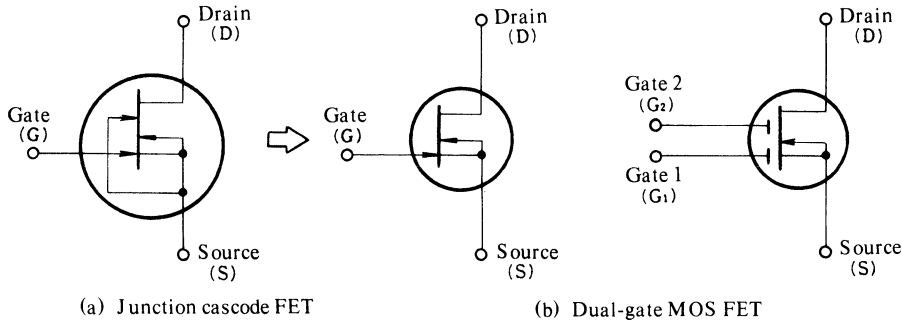 Drain
(D)
Gate
(G)
Source
(S)
(a) Junction cascode FET
Drain
(D)
Gate
(G)
Source
(S)
Drain
(D)
Gate 2
(G₂)
Gate 1
(G₁)
Source
(S)
(b) Dual-gate MOS FET